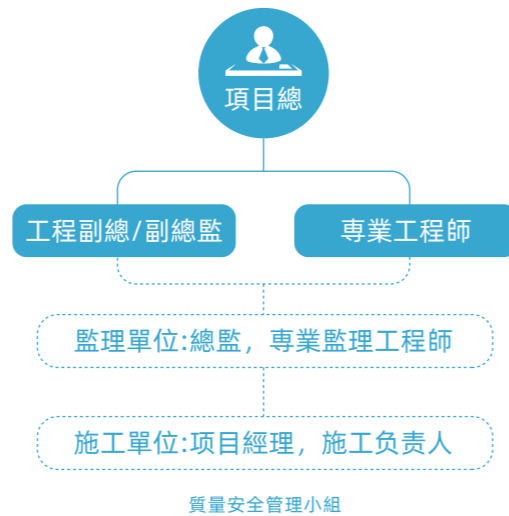 項目總
工程副總/副總監
專業工程師
監理單位:總監，專業監理工程師
施工單位:项目經理，施工负责人
質量安全管理小組